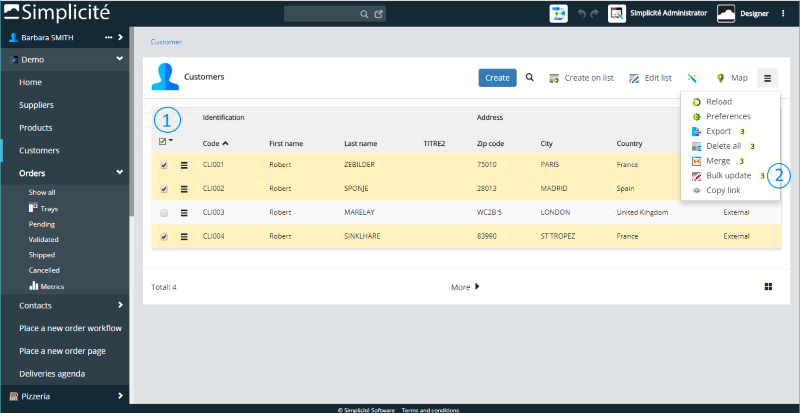 Simplicité
Simplicité Administrator
Designer
Barbara SMITH
Demo
Home
Suppliers
Products
Customers
Orders
Show all
Trays
Pending
Validated
Shipped
Cancelled
Metrics
Contacts
Place a new order workflow
Place a new order page
Deliveries agenda
Pizzeria
Customer
Customers
Create
Create on list
Edit list
Map
Reload
Preferences
Export 3
Delete all 3
Merge 3
Bulk update 3
Copy link
1
2
Identification Address
Code First name Last name TITRE2 Zip code City Country
CLI001 Robert ZEBILDER 75010 PARIS France
CLI002 Robert SPONJE 28013 MADRID Spain
CLI003 Robert MARELAY WC2B 5 LONDON United Kingdom External
CLI004 Robert SINKLHARE 83990 ST TROPEZ France External
Total: 4
More
© Simplicité Software Terms and conditions